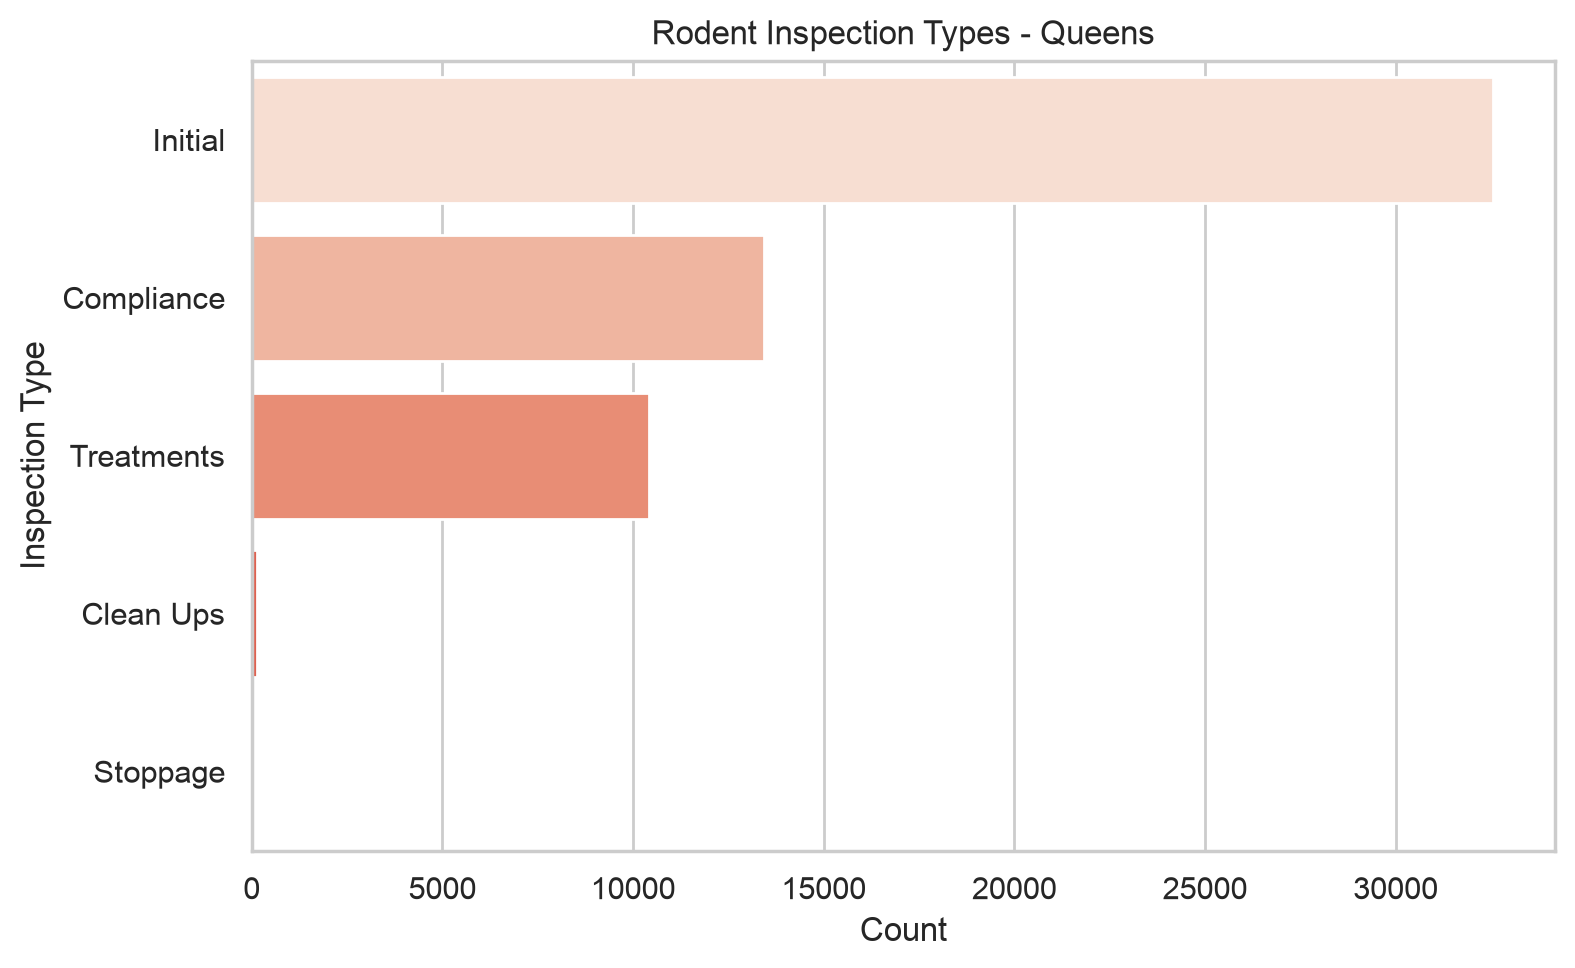 Rodent Inspection Types - Queens
Inspection Type
Initial
Compliance
Treatments
Clean Ups
Stoppage
0 5000 10000 15000 20000 25000 30000
Count